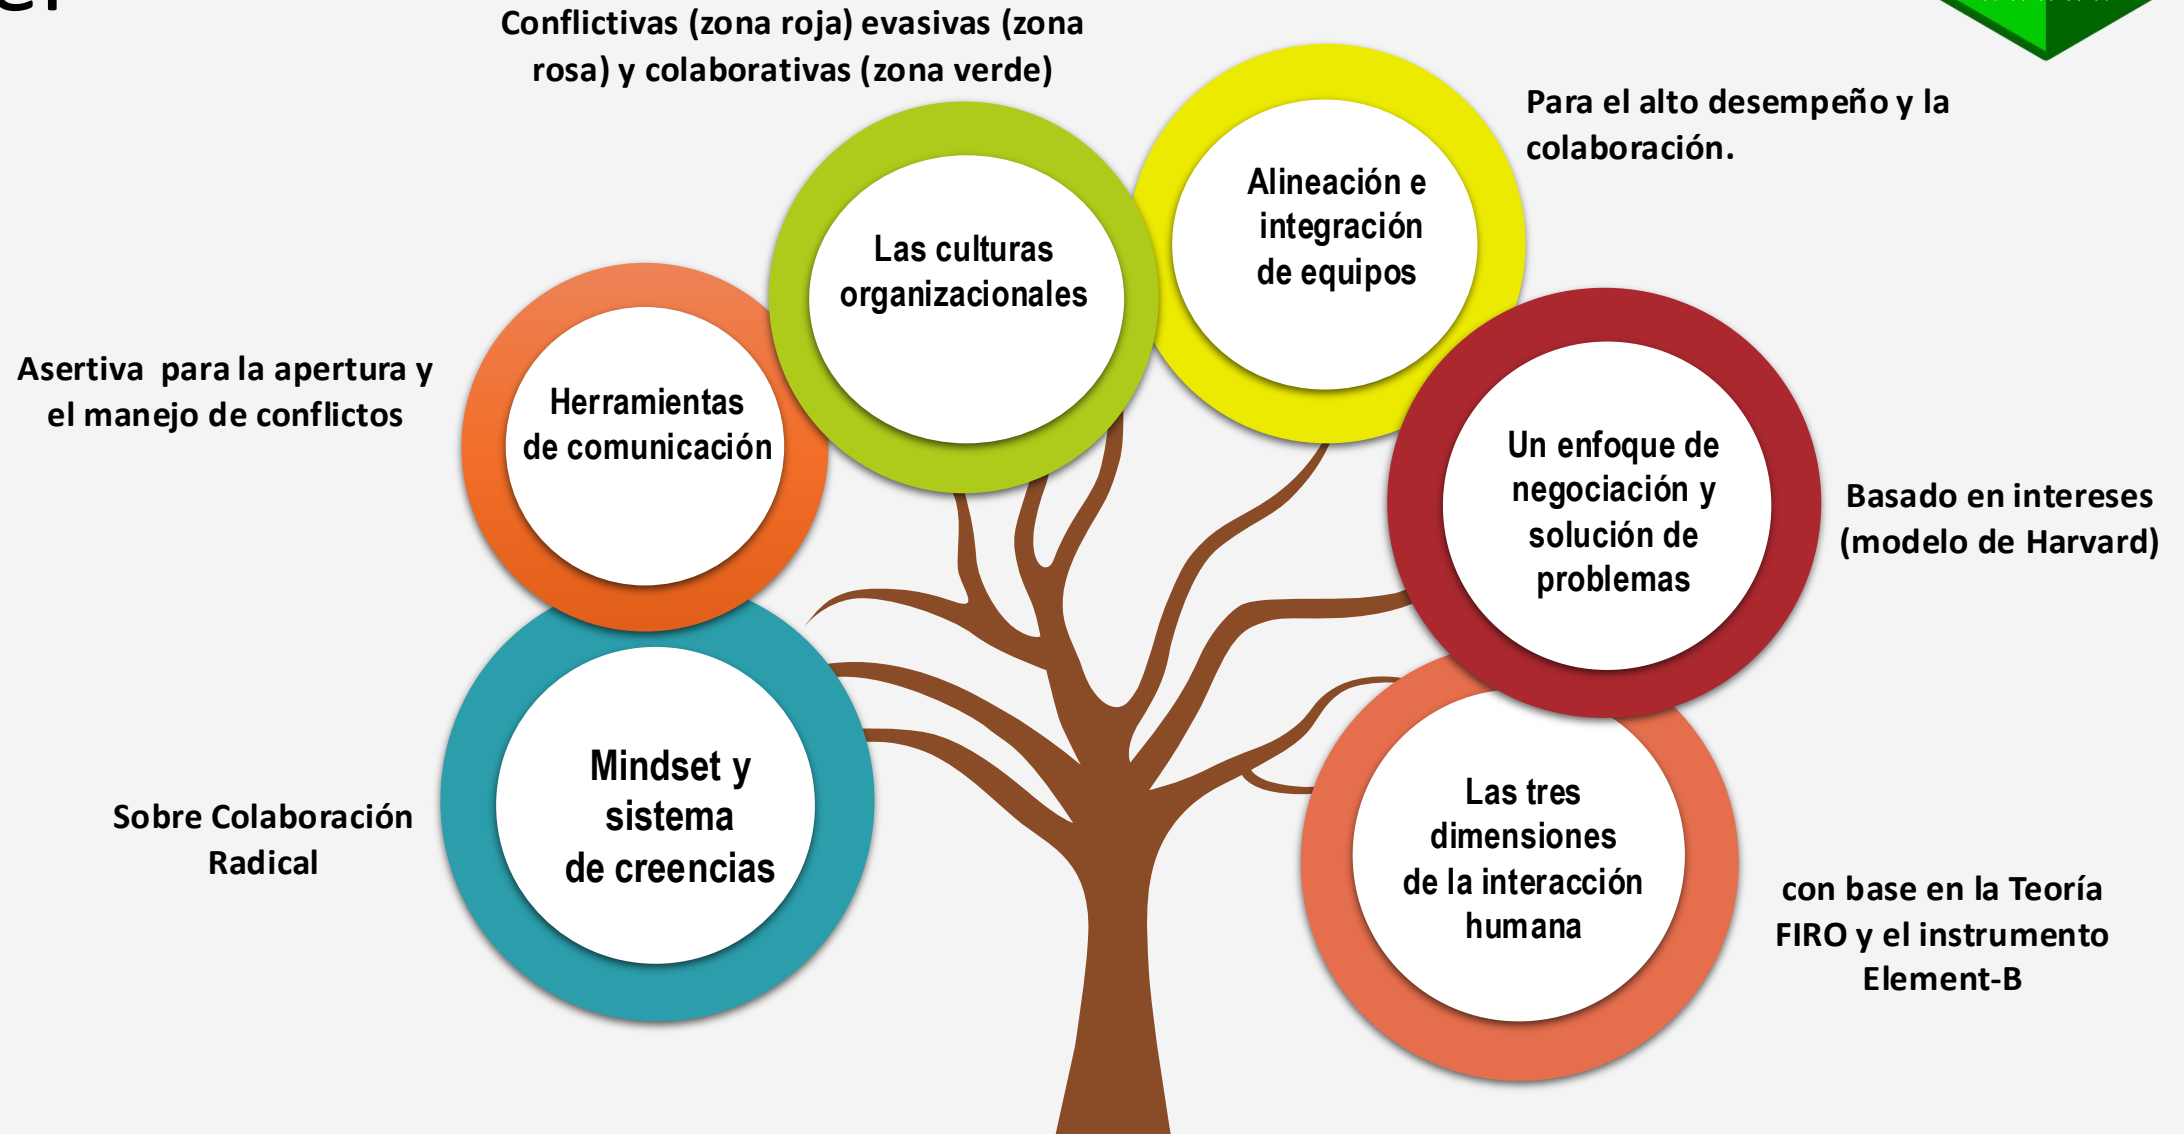 Conflictivas (zona roja) evasivas (zona
rosa) y colaborativas (zona verde)
Para el alto desempeño y la
colaboración.
Alineación e
integración
de equipos
Las culturas
organizacionales
Asertiva para la apertura y
el manejo de conflictos
Herramientas
de comunicación
Un enfoque de
negociación y
solución de
problemas
Basado en intereses
(modelo de Harvard)
Mindset y
sistema
de creencias
Sobre Colaboración
Radical
Las tres
dimensiones
de la interacción
humana
con base en la Teoría
FIRO y el instrumento
Element-B